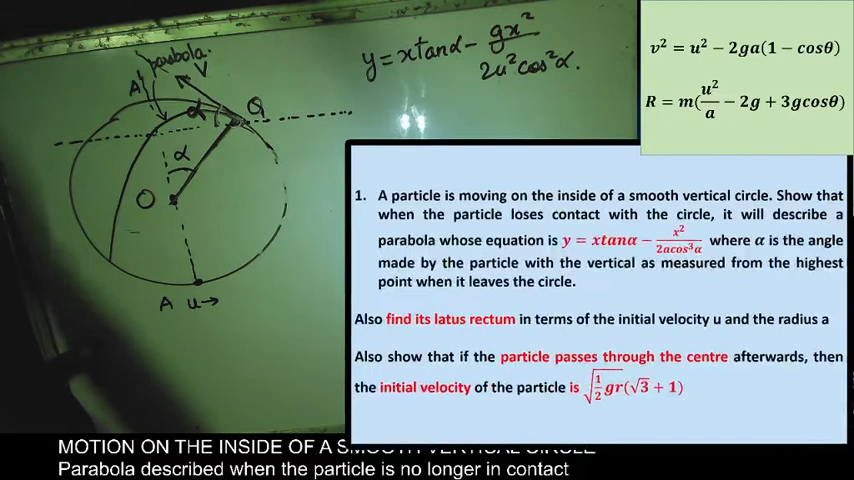 y = xtanα - gx²/2u²cos²α.
v² = u² − 2ga(1 − cosθ)
R = m(u²/a − 2g + 3gcosθ)
parabola.
V
A'
α
Q
α
O
A u→
1. A particle is moving on the inside of a smooth vertical circle. Show that
when the particle loses contact with the circle, it will describe a
parabola whose equation is y = xtanα − x²/2acos³α where α is the angle
made by the particle with the vertical as measured from the highest
point when it leaves the circle.
Also find its latus rectum in terms of the initial velocity u and the radius a
Also show that if the particle passes through the centre afterwards, then
the initial velocity of the particle is √(1/2 gr)(√3 + 1)
MOTION ON THE INSIDE OF A SMOOTH VERTICAL CIRCLE
Parabola described when the particle is no longer in contact